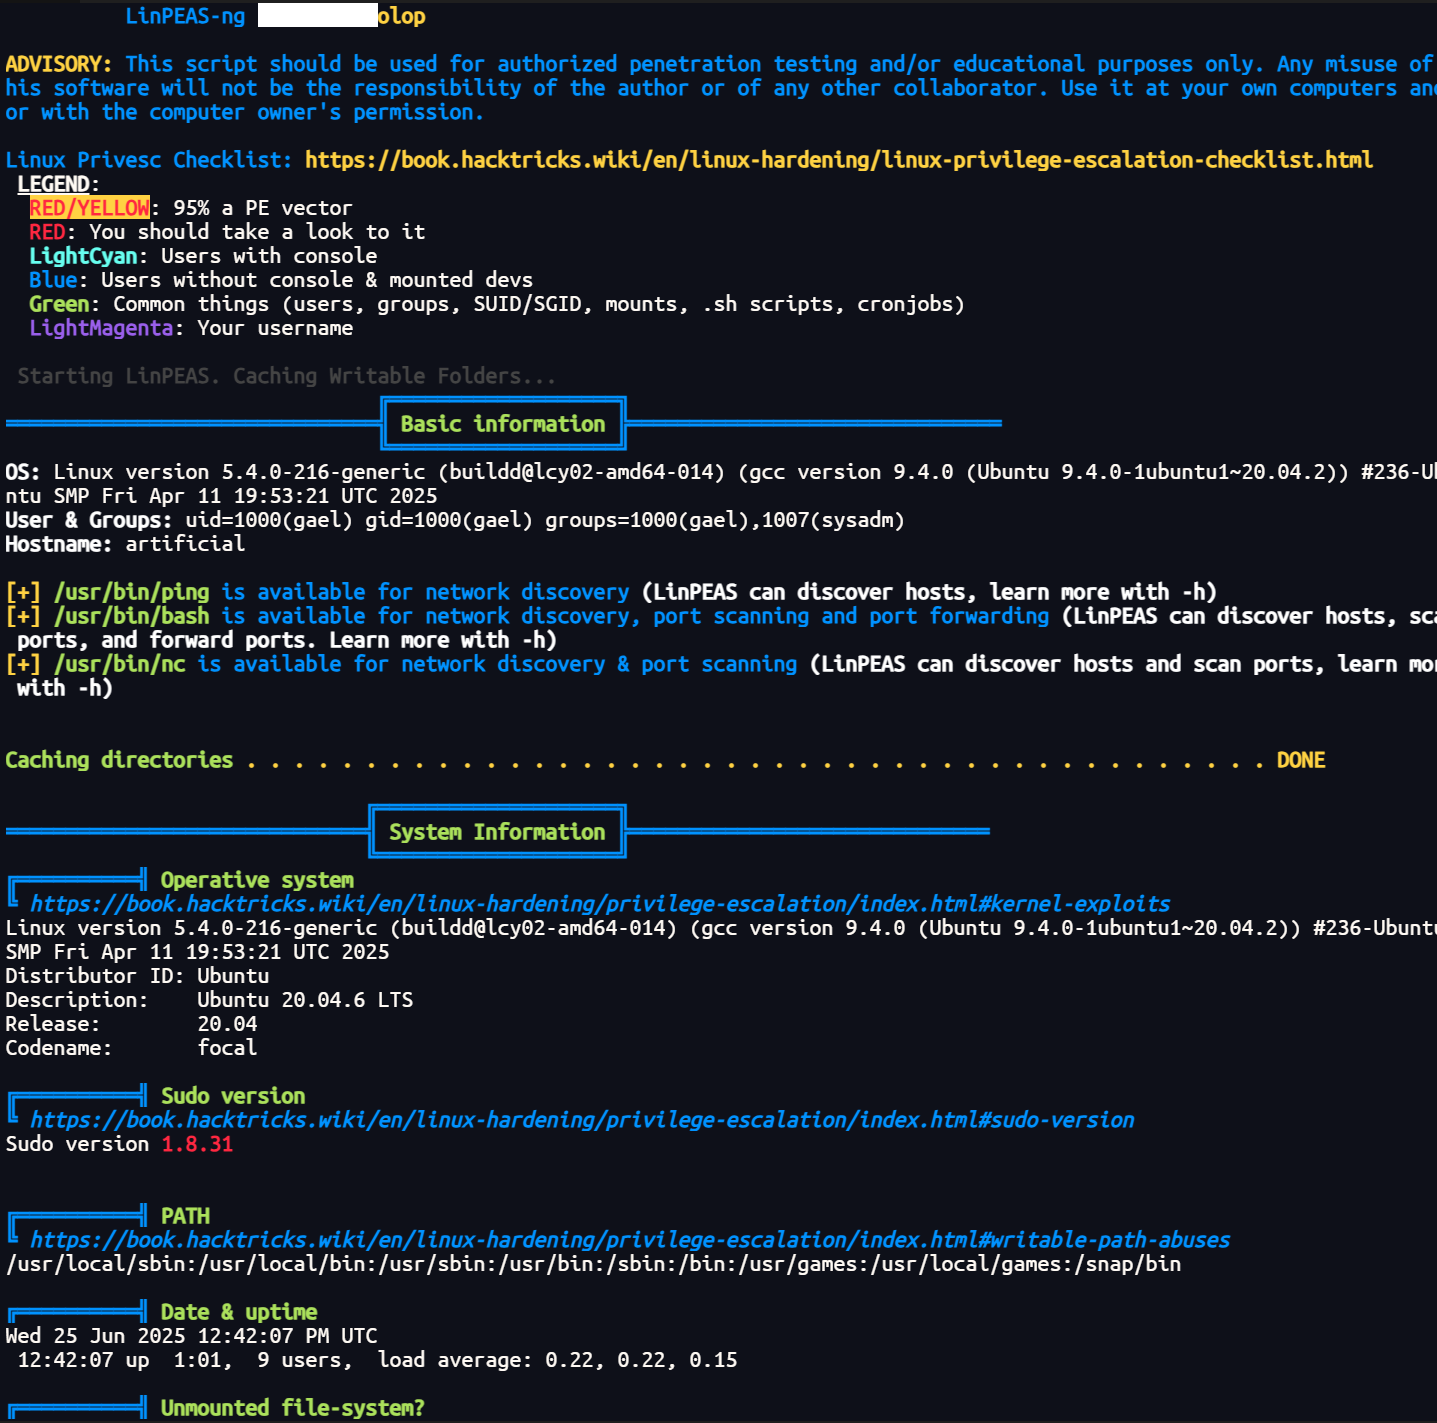 LinPEAS-ng olop
ADVISORY: This script should be used for authorized penetration testing and/or educational purposes only. Any misuse of
his software will not be the responsibility of the author or of any other collaborator. Use it at your own computers and
or with the computer owner's permission.
Linux Privesc Checklist: https://book.hacktricks.wiki/en/linux-hardening/linux-privilege-escalation-checklist.html
LEGEND:
RED/YELLOW: 95% a PE vector
RED: You should take a look to it
LightCyan: Users with console
Blue: Users without console & mounted devs
Green: Common things (users, groups, SUID/SGID, mounts, .sh scripts, cronjobs)
LightMagenta: Your username
Starting LinPEAS. Caching Writable Folders...
Basic information
OS: Linux version 5.4.0-216-generic (buildd@lcy02-amd64-014) (gcc version 9.4.0 (Ubuntu 9.4.0-1ubuntu1~20.04.2)) #236-Ub
ntu SMP Fri Apr 11 19:53:21 UTC 2025
User & Groups: uid=1000(gael) gid=1000(gael) groups=1000(gael),1007(sysadm)
Hostname: artificial
[+] /usr/bin/ping is available for network discovery (LinPEAS can discover hosts, learn more with -h)
[+] /usr/bin/bash is available for network discovery, port scanning and port forwarding (LinPEAS can discover hosts, sca
ports, and forward ports. Learn more with -h)
[+] /usr/bin/nc is available for network discovery & port scanning (LinPEAS can discover hosts and scan ports, learn mor
with -h)
Caching directories . . . . . . . . . . . . . . . . . . . . . . . . . . . . . . . . . . . . . . . . . . . DONE
System Information
Operative system
https://book.hacktricks.wiki/en/linux-hardening/privilege-escalation/index.html#kernel-exploits
Linux version 5.4.0-216-generic (buildd@lcy02-amd64-014) (gcc version 9.4.0 (Ubuntu 9.4.0-1ubuntu1~20.04.2)) #236-Ubuntu
SMP Fri Apr 11 19:53:21 UTC 2025
Distributor ID: Ubuntu
Description: Ubuntu 20.04.6 LTS
Release: 20.04
Codename: focal
Sudo version
https://book.hacktricks.wiki/en/linux-hardening/privilege-escalation/index.html#sudo-version
Sudo version 1.8.31
PATH
https://book.hacktricks.wiki/en/linux-hardening/privilege-escalation/index.html#writable-path-abuses
/usr/local/sbin:/usr/local/bin:/usr/sbin:/usr/bin:/sbin:/bin:/usr/games:/usr/local/games:/snap/bin
Date & uptime
Wed 25 Jun 2025 12:42:07 PM UTC
12:42:07 up 1:01, 9 users, load average: 0.22, 0.22, 0.15
Unmounted file-system?